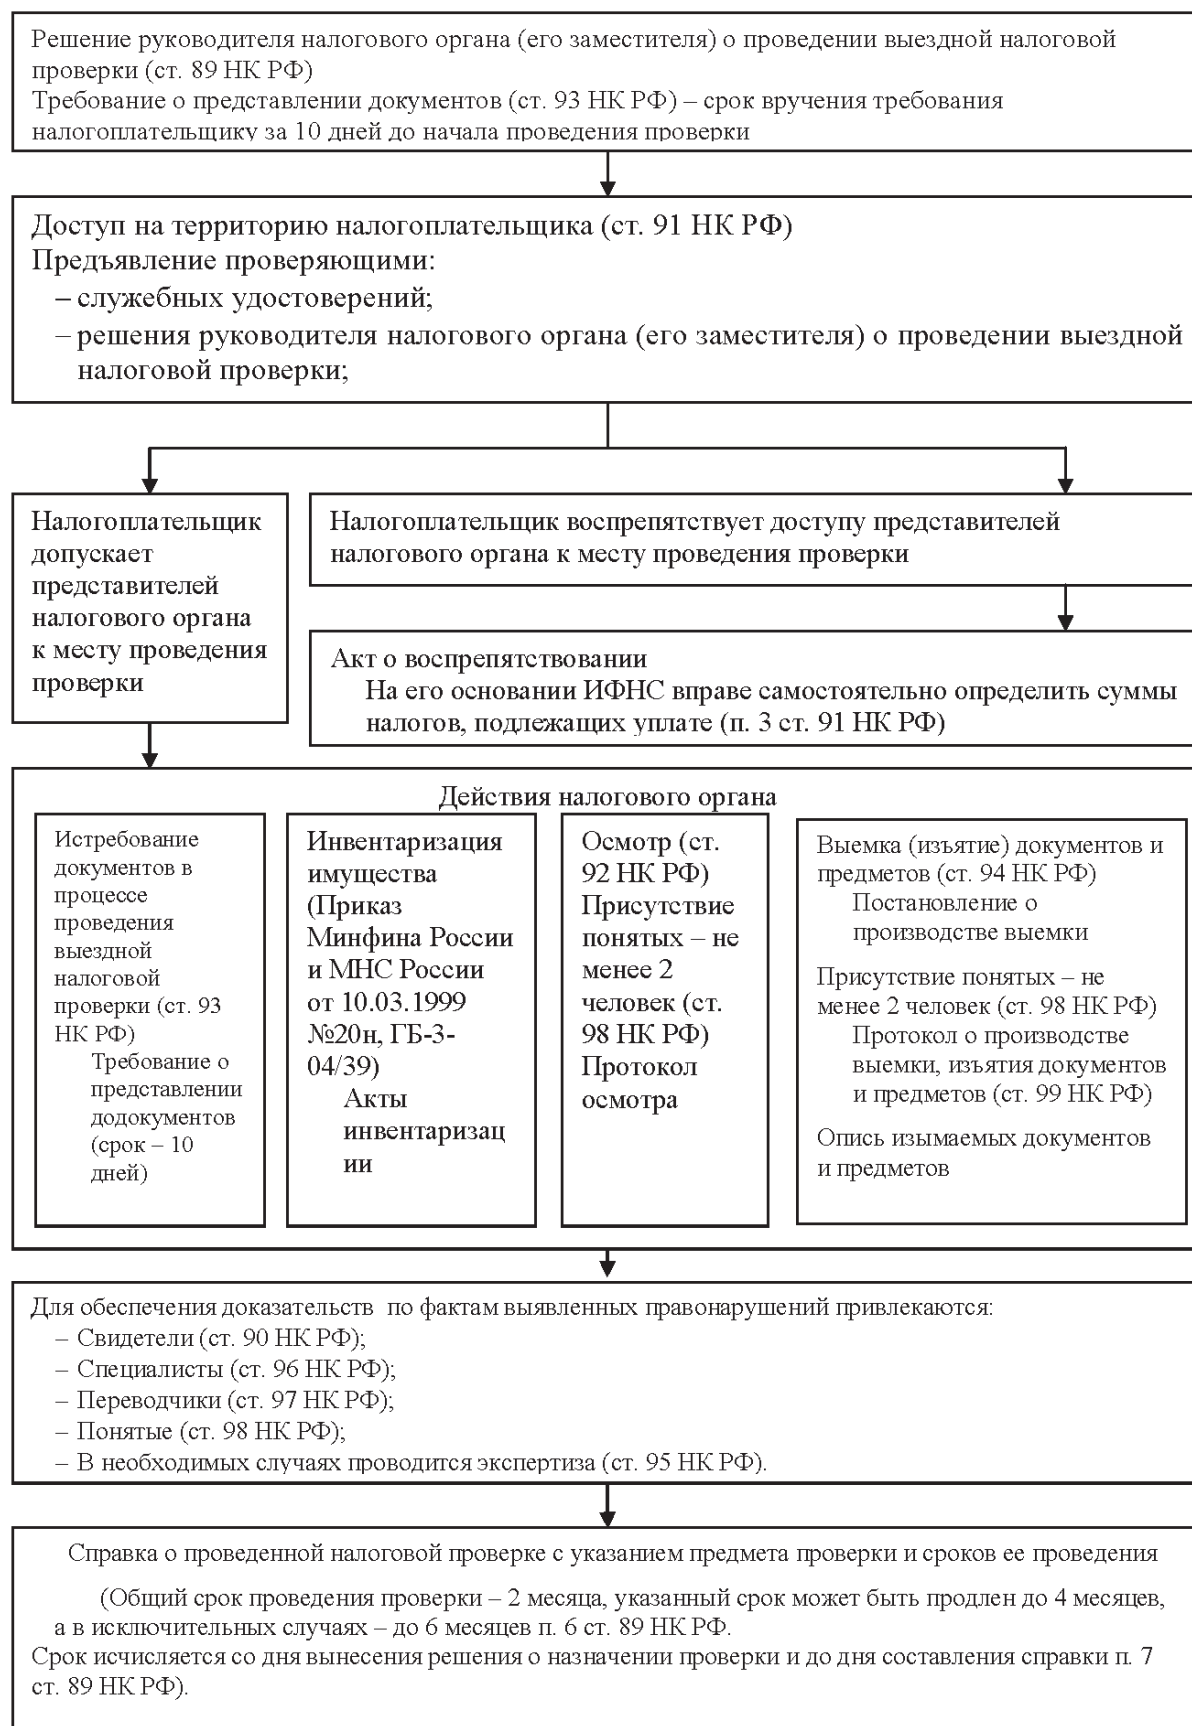 Решение руководителя налогового органа (его заместителя) о проведении выездной налоговой
проверки (ст. 89 НК РФ)
Требование о представлении документов (ст. 93 НК РФ) – срок вручения требования
налогоплательщику за 10 дней до начала проведения проверки
Доступ на территорию налогоплательщика (ст. 91 НК РФ)
Предъявление проверяющими:
– служебных удостоверений;
– решения руководителя налогового органа (его заместителя) о проведении выездной
налоговой проверки;
Налогоплательщик
допускает
представителей
налогового органа
к месту проведения
проверки
Налогоплательщик воспрепятствует доступу представителей
налогового органа к месту проведения проверки
Акт о воспрепятствовании
На его основании ИФНС вправе самостоятельно определить суммы
налогов, подлежащих уплате (п. 3 ст. 91 НК РФ)
Действия налогового органа
Истребование
документов в
процессе
проведения
выездной
налоговой
проверки (ст. 93
НК РФ)
Требование о
представлении
додокументов
(срок – 10
дней)
Инвентаризация
имущества
(Приказ
Минфина России
и МНС России
от 10.03.1999
№20н, ГБ-3-
04/39)
Акты
инвентаризац
ии
Осмотр (ст.
92 НК РФ)
Присутствие
понятых – не
менее 2
человек (ст.
98 НК РФ)
Протокол
осмотра
Выемка (изъятие) документов и
предметов (ст. 94 НК РФ)
Постановление о
производстве выемки
Присутствие понятых – не
менее 2 человек (ст. 98 НК РФ)
Протокол о производстве
выемки, изъятия документов
и предметов (ст. 99 НК РФ)
Опись изымаемых документов
и предметов
Для обеспечения доказательств по фактам выявленных правонарушений привлекаются:
– Свидетели (ст. 90 НК РФ);
– Специалисты (ст. 96 НК РФ);
– Переводчики (ст. 97 НК РФ);
– Понятые (ст. 98 НК РФ);
– В необходимых случаях проводится экспертиза (ст. 95 НК РФ).
Справка о проведенной налоговой проверке с указанием предмета проверки и сроков ее проведения
(Общий срок проведения проверки – 2 месяца, указанный срок может быть продлен до 4 месяцев,
а в исключительных случаях – до 6 месяцев п. 6 ст. 89 НК РФ.
Срок исчисляется со дня вынесения решения о назначении проверки и до дня составления справки п. 7
ст. 89 НК РФ).